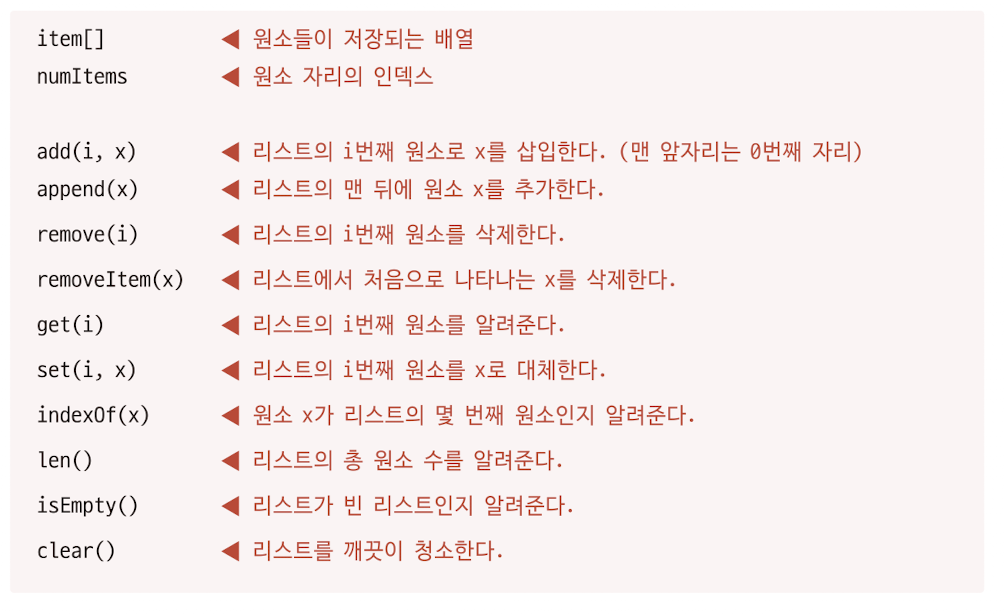 item[] ◀ 원소들이 저장되는 배열
numItems ◀ 원소 자리의 인덱스
add(i, x) ◀ 리스트의 i번째 원소로 x를 삽입한다. (맨 앞자리는 0번째 자리)
append(x) ◀ 리스트의 맨 뒤에 원소 x를 추가한다.
remove(i) ◀ 리스트의 i번째 원소를 삭제한다.
removeItem(x) ◀ 리스트에서 처음으로 나타나는 x를 삭제한다.
get(i) ◀ 리스트의 i번째 원소를 알려준다.
set(i, x) ◀ 리스트의 i번째 원소를 x로 대체한다.
indexOf(x) ◀ 원소 x가 리스트의 몇 번째 원소인지 알려준다.
len() ◀ 리스트의 총 원소 수를 알려준다.
isEmpty() ◀ 리스트가 빈 리스트인지 알려준다.
clear() ◀ 리스트를 깨끗이 청소한다.